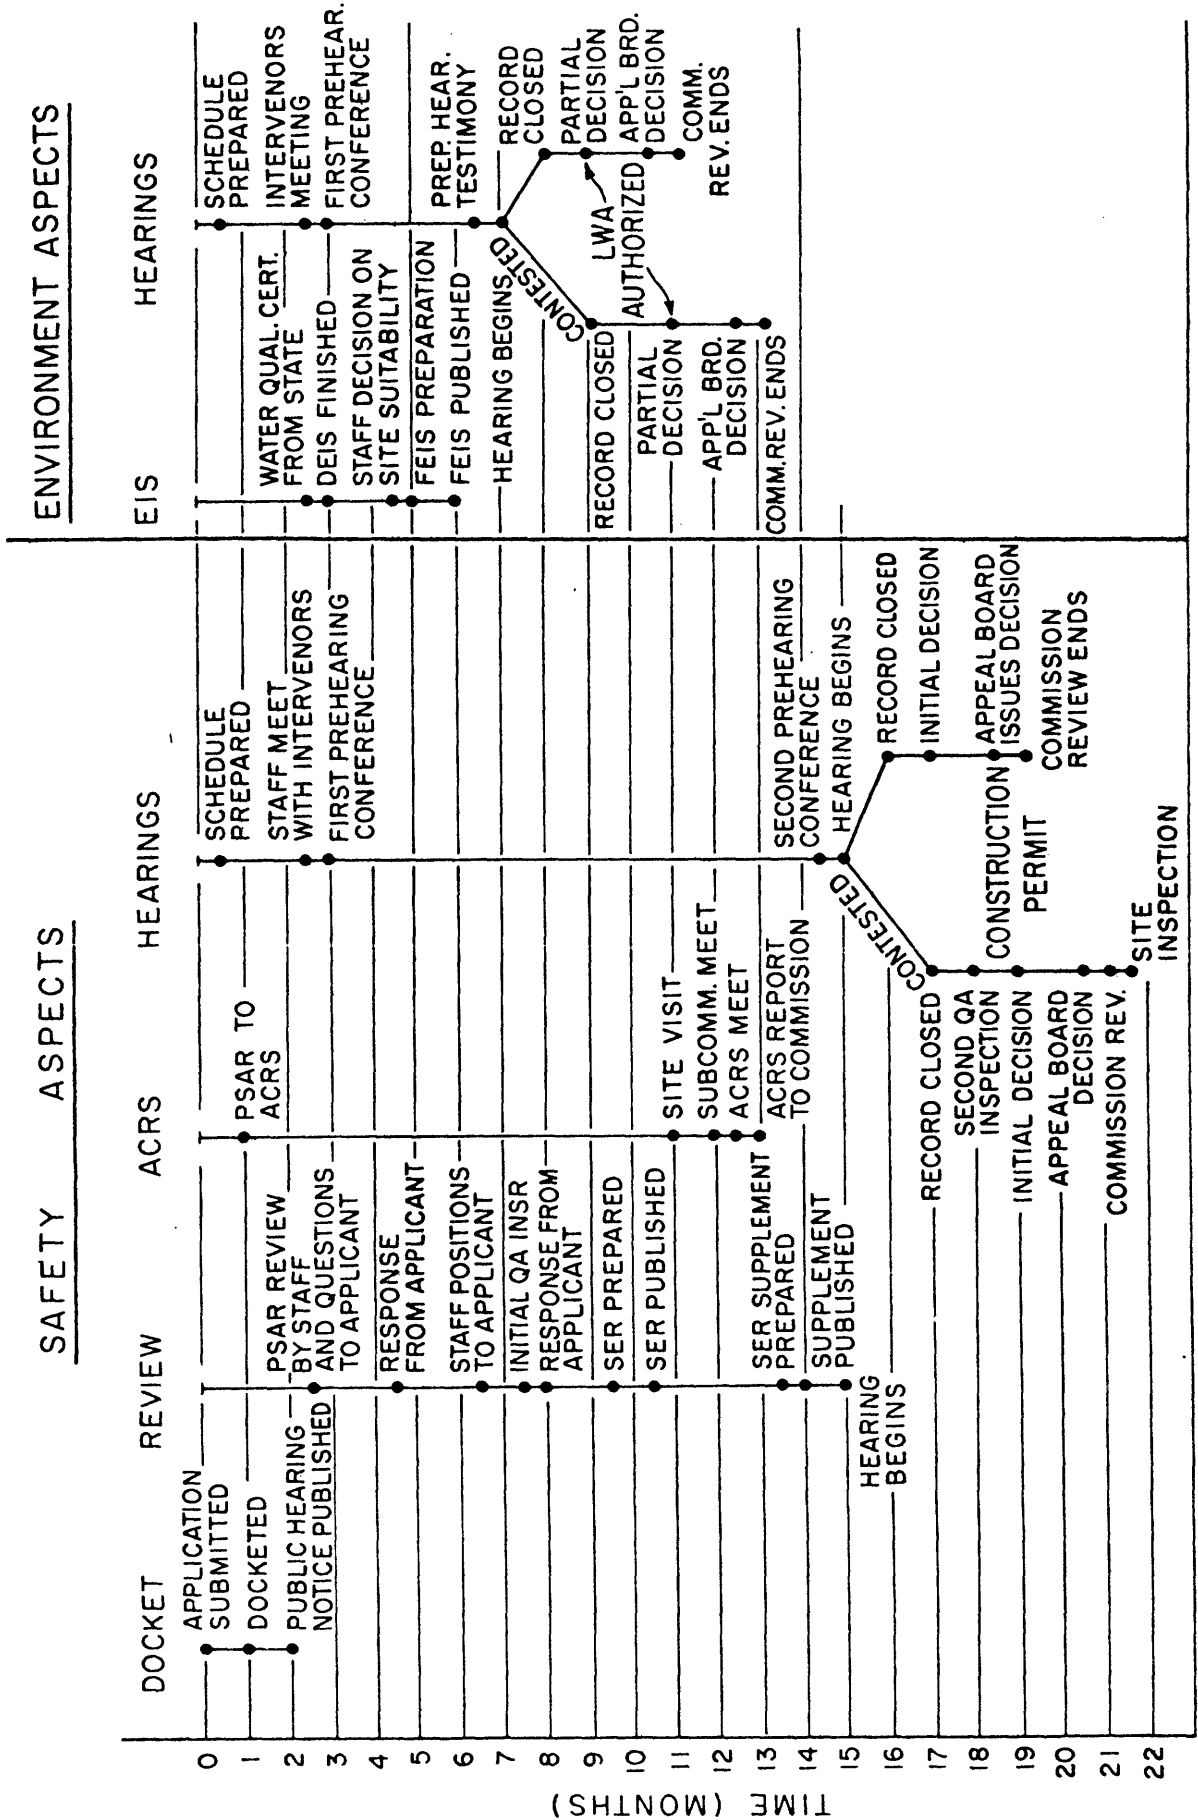 SAFETY ASPECTS
ENVIRONMENT ASPECTS
DOCKET
REVIEW
ACRS
HEARINGS
EIS
HEARINGS
TIME (MONTHS)
0
1
2
3
4
5
6
7
8
9
10
11
12
13
14
15
16
17
18
19
20
21
22
APPLICATION
SUBMITTED
DOCKETED
PUBLIC HEARING
NOTICE PUBLISHED
PSAR REVIEW
BY STAFF
AND QUESTIONS
TO APPLICANT
RESPONSE
FROM APPLICANT
STAFF POSITIONS
TO APPLICANT
INITIAL QA INSR
RESPONSE FROM
APPLICANT
SER PREPARED
SER PUBLISHED
SER SUPPLEMENT
PREPARED
SUPPLEMENT
PUBLISHED
HEARING
BEGINS
PSAR TO
ACRS
SITE VISIT
SUBCOMM. MEET
ACRS MEET
ACRS REPORT
TO COMMISSION
SCHEDULE
PREPARED
STAFF MEET
WITH INTERVENORS
FIRST PREHEARING
CONFERENCE
SECOND PREHEARING
CONFERENCE
HEARING BEGINS
CONTESTED
RECORD CLOSED
SECOND QA
INSPECTION
INITIAL DECISION
APPEAL BOARD
DECISION
COMMISSION REV.
SITE
INSPECTION
CONSTRUCTION
PERMIT
RECORD CLOSED
INITIAL DECISION
APPEAL BOARD
ISSUES DECISION
COMMISSION
REVIEW ENDS
WATER QUAL. CERT.
FROM STATE
DEIS FINISHED
STAFF DECISION ON
SITE SUITABILITY
FEIS PREPARATION
FEIS PUBLISHED
SCHEDULE
PREPARED
INTERVENORS
MEETING
FIRST PREHEAR.
CONFERENCE
PREP. HEAR.
TESTIMONY
HEARING BEGINS
CONTESTED
RECORD CLOSED
PARTIAL
DECISION
APP'L BRD.
DECISION
COMM.REV. ENDS
LWA
AUTHORIZED
RECORD
CLOSED
PARTIAL
DECISION
APP'L BRD.
DECISION
COMM.
REV. ENDS